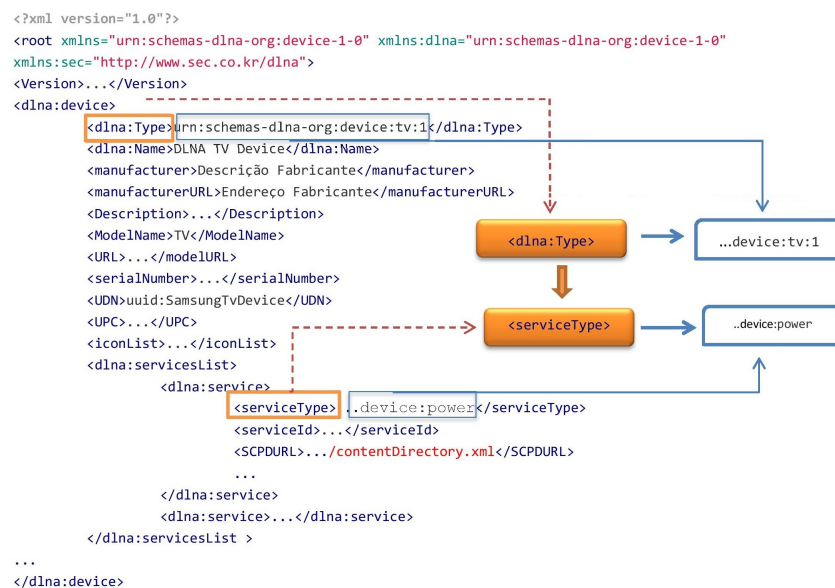 <?xml version="1.0"?>
<root xmlns="urn:schemas-dlna-org:device-1-0" xmlns:dlna="urn:schemas-dlna-org:device-1-0"
xmlns:sec="http://www.sec.co.kr/dlna">
<Version>...</Version>
<dlna:device>
<dlna:Type>urn:schemas-dlna-org:device:tv:1</dlna:Type>
<dlna:Name>DLNA TV Device</dlna:Name>
<manufacturer>Descrição Fabricante</manufacturer>
<manufacturerURL>Endereço Fabricante</manufacturerURL>
<Description>...</Description>
<ModelName>TV</ModelName>
<URL>...</modelURL>
<serialNumber>...</serialNumber>
<UDN>uuid:SamsungTvDevice</UDN>
<UPC>...</UPC>
<iconList>...</iconList>
<dlna:servicesList>
<dlna:service>
<serviceType>..device:power</serviceType>
<serviceId>...</serviceId>
<SCPDURL>.../contentDirectory.xml</SCPDURL>
...
</dlna:service>
<dlna:service>...</dlna:service>
</dlna:servicesList >
...
</dlna:device>
<dlna:Type>
...device:tv:1
<serviceType>
..device:power